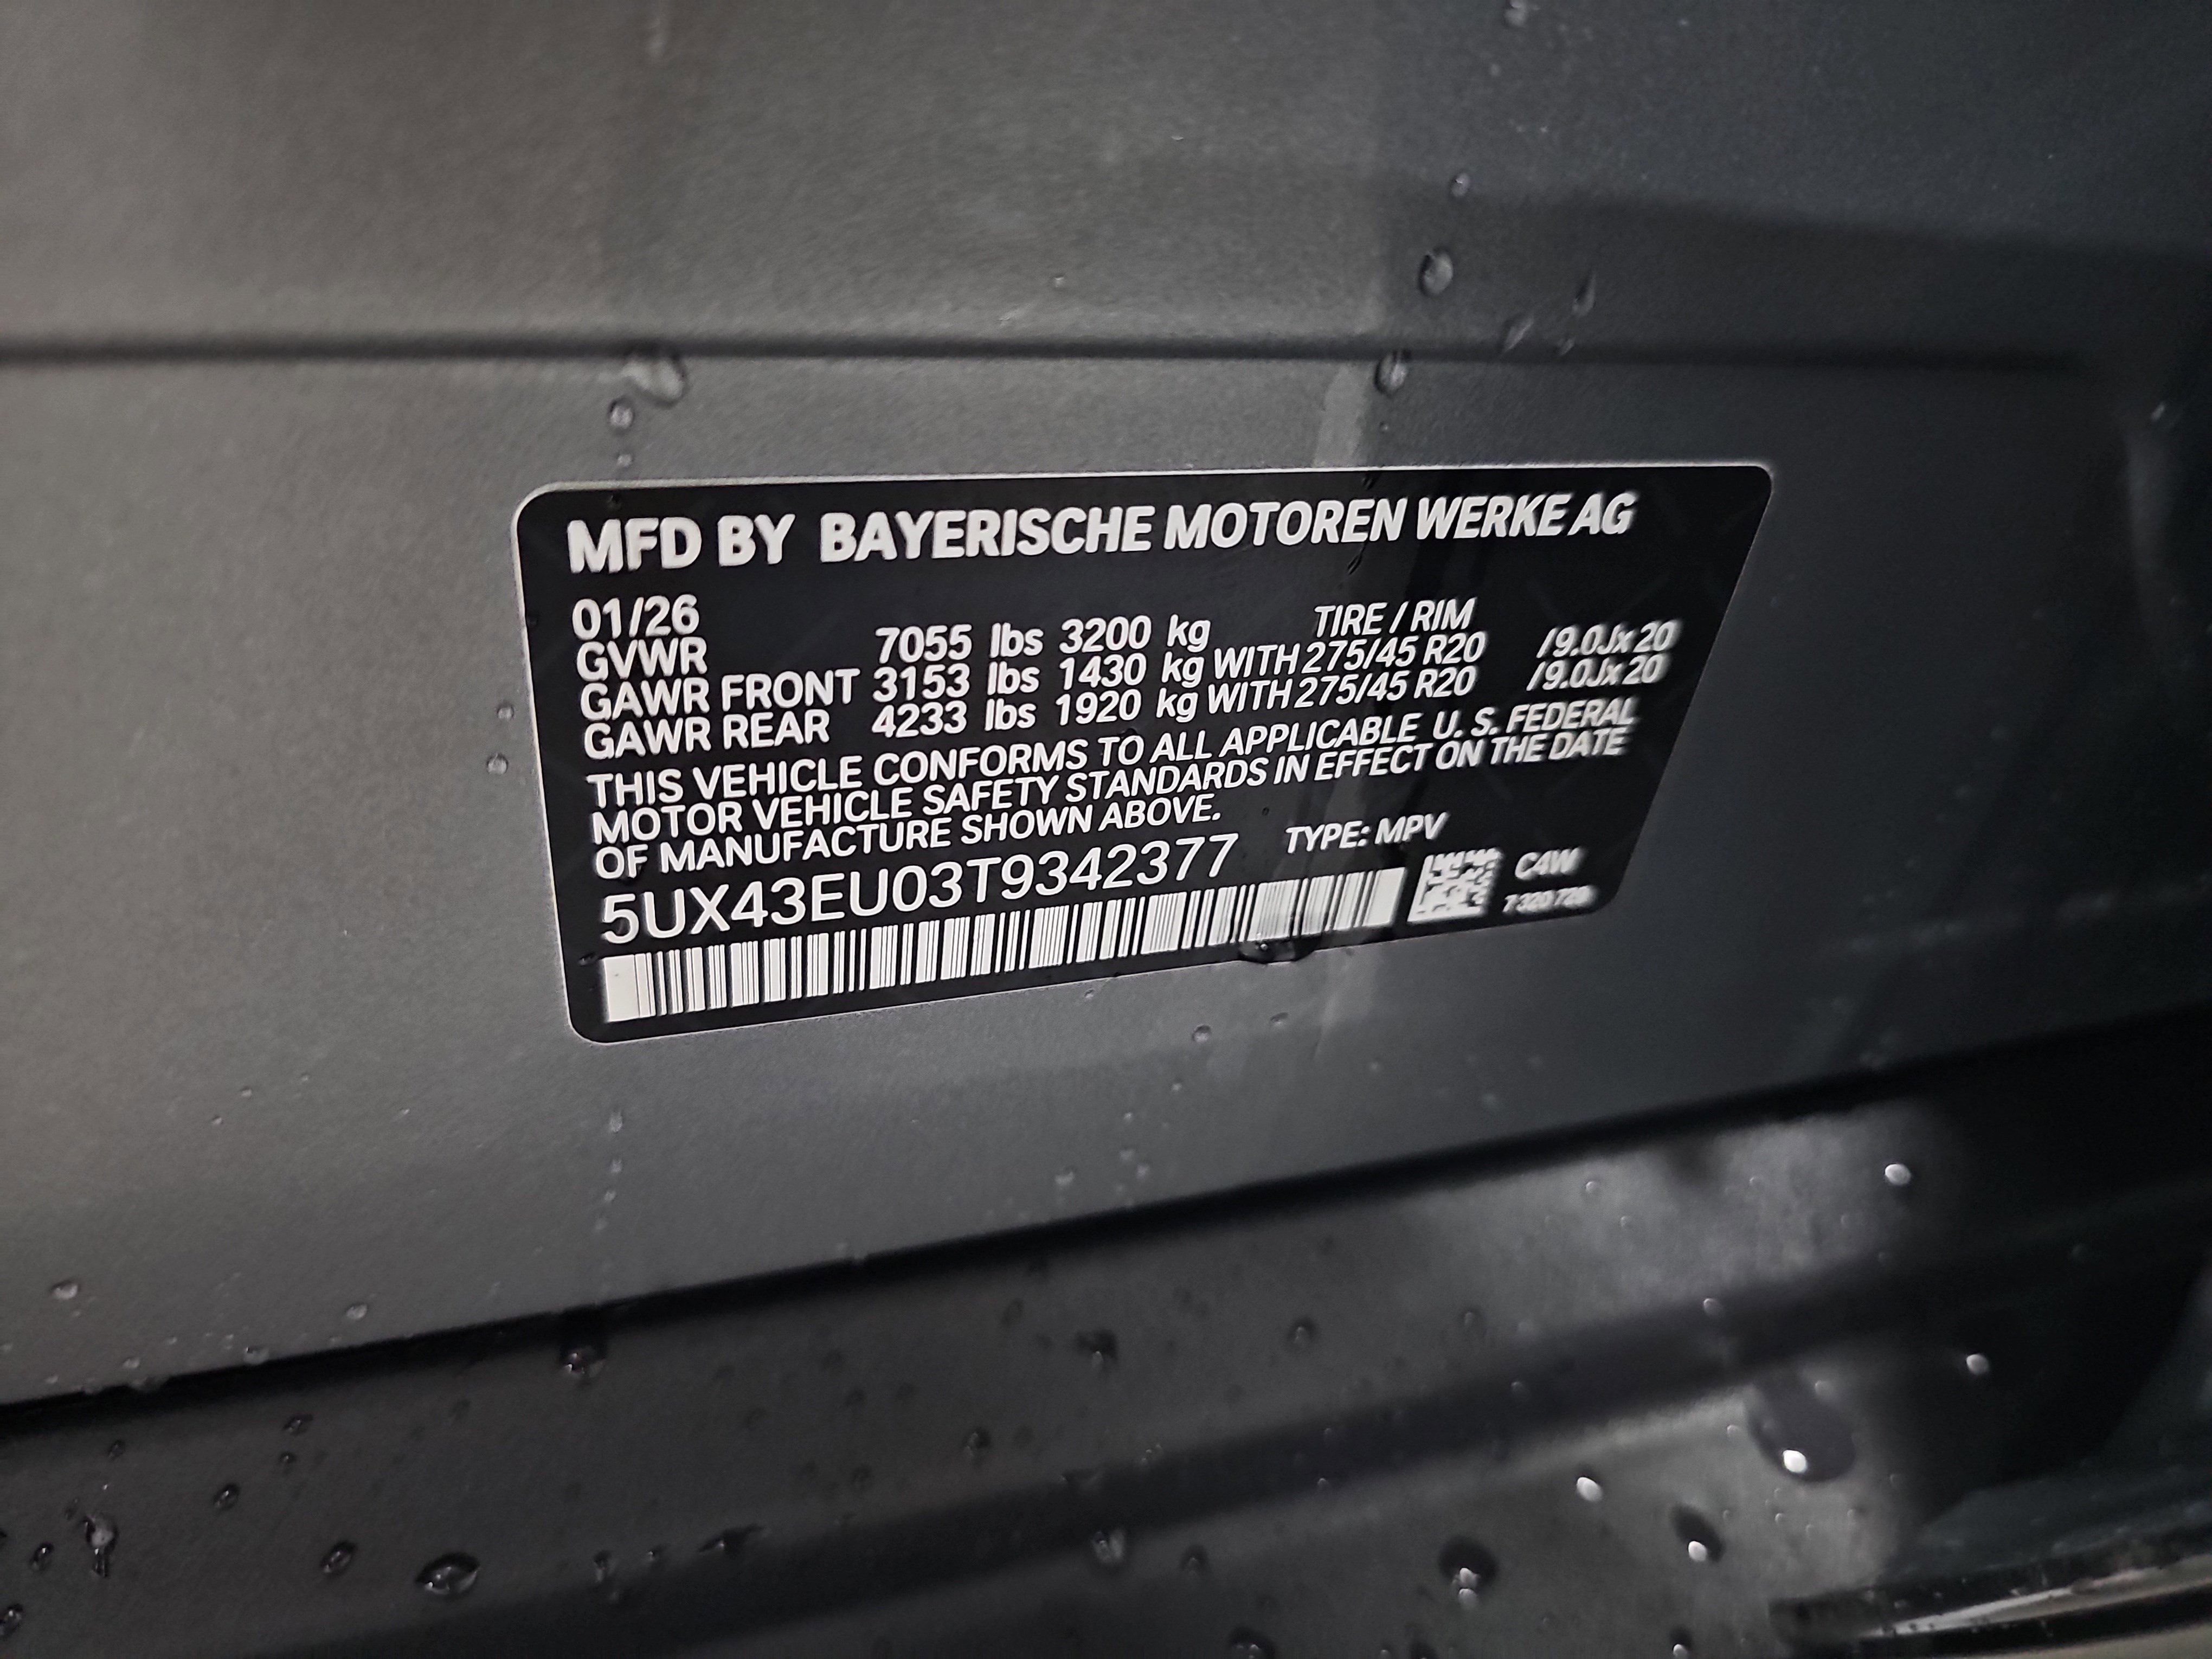 MFD BY BAYERISCHE MOTOREN WERKE AG
01/26 TIRE / RIM
GVWR 7055 lbs 3200 kg
GAWR FRONT 3153 lbs 1430 kg WITH 275/45 R20 /9.0Jx20
GAWR REAR 4233 lbs 1920 kg WITH 275/45 R20 /9.0Jx20
THIS VEHICLE CONFORMS TO ALL APPLICABLE U. S. FEDERAL
MOTOR VEHICLE SAFETY STANDARDS IN EFFECT ON THE DATE
OF MANUFACTURE SHOWN ABOVE.
TYPE: MPV
5UX43EU03T9342377
C4W